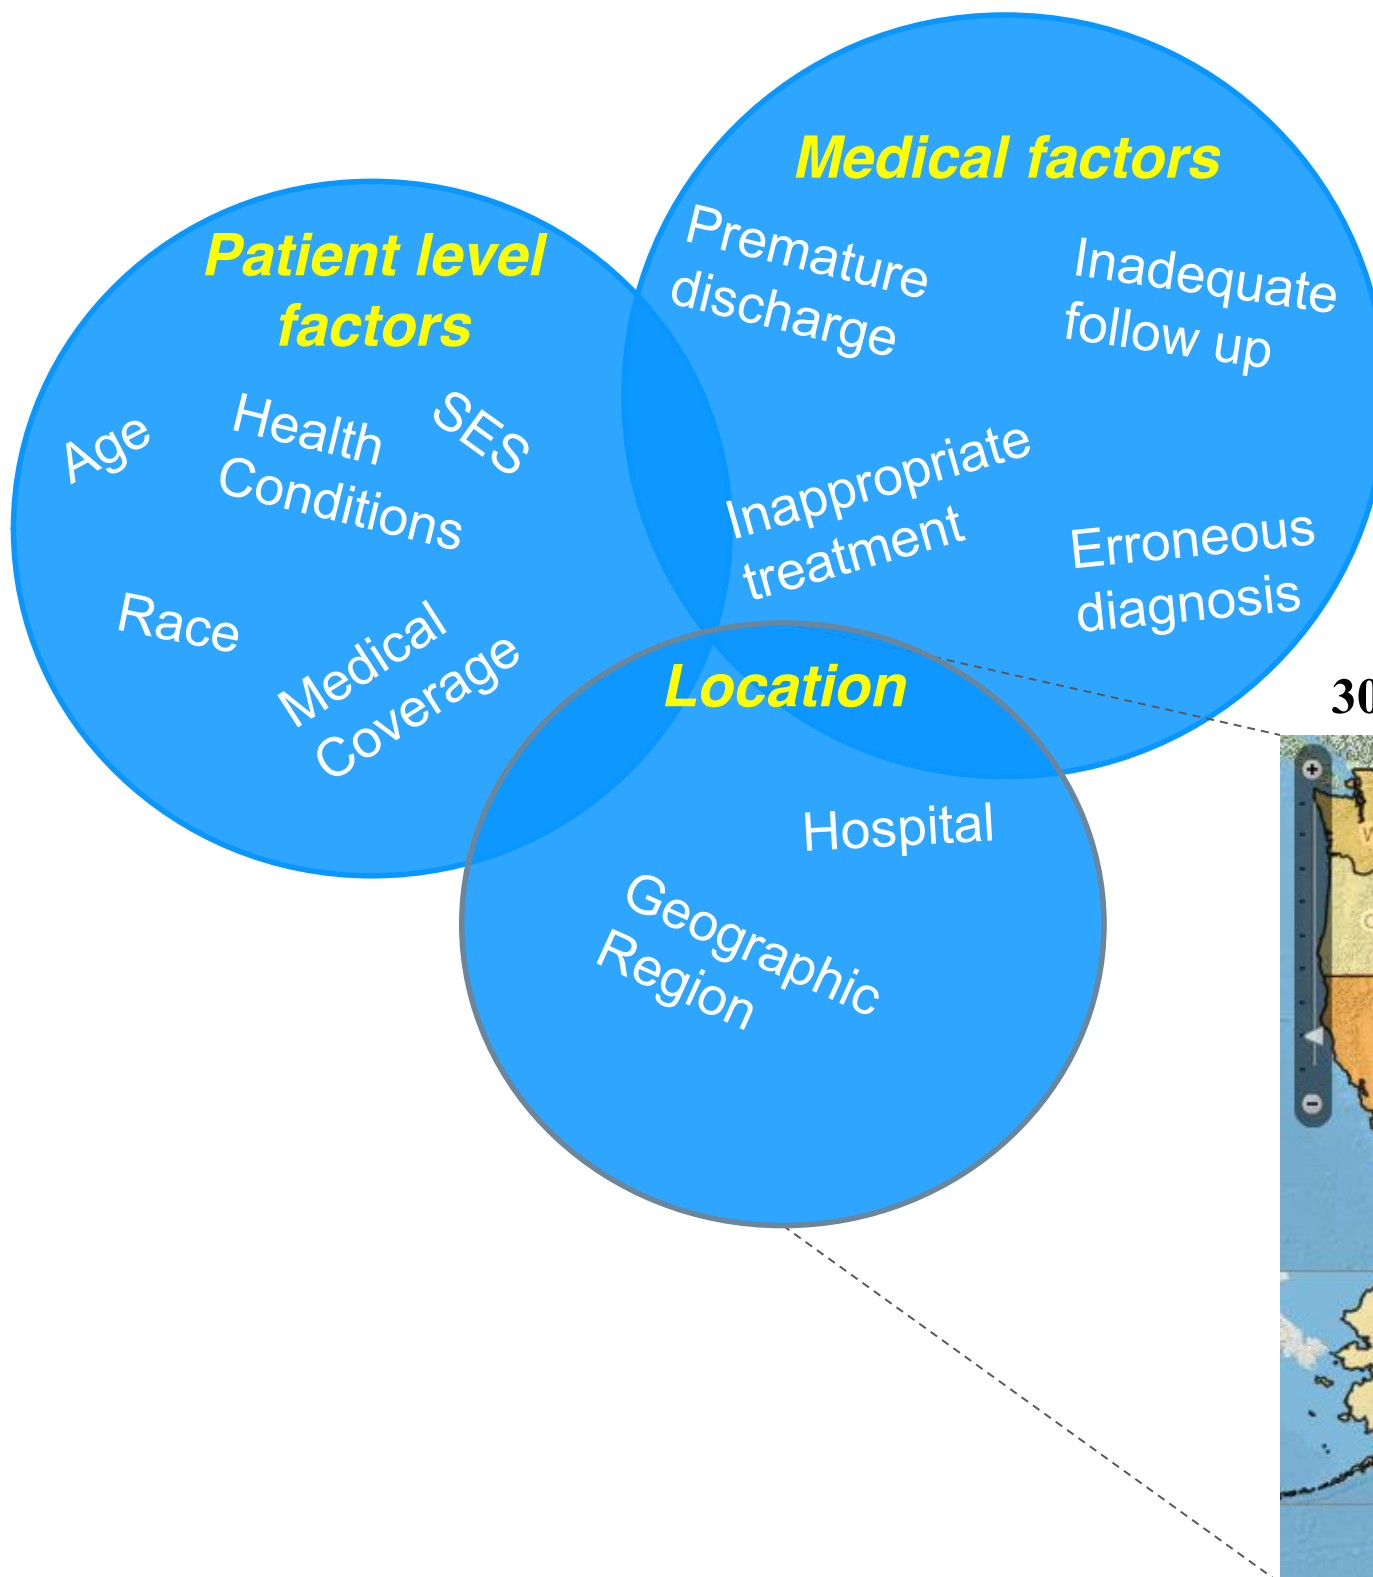 Medical factors
Premature
discharge
Inadequate
follow up
Inappropriate
treatment
Erroneous
diagnosis
Patient level
factors
Age
Health
Conditions
SES
Race
Medical
Coverage
Location
Hospital
Geographic
Region
30